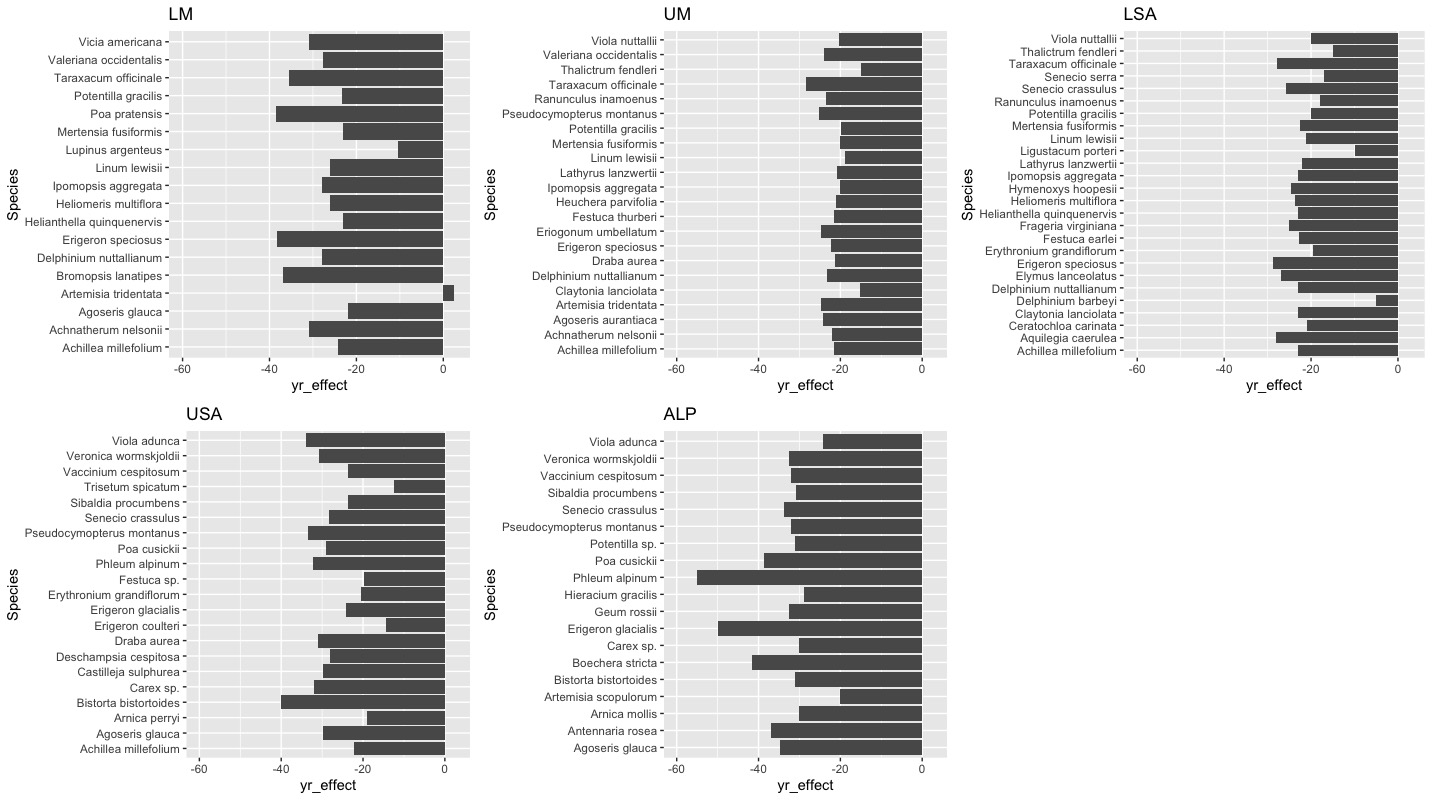 LM
Species
Vicia americana
Valeriana occidentalis
Taraxacum officinale
Potentilla gracilis
Poa pratensis
Mertensia fusiformis
Lupinus argenteus
Linum lewisii
Ipomopsis aggregata
Heliomeris multiflora
Helianthella quinquenervis
Erigeron speciosus
Delphinium nuttallianum
Bromopsis lanatipes
Artemisia tridentata
Agoseris glauca
Achnatherum nelsonii
Achillea millefolium
-60 -40 -20 0
yr_effect
UM
Species
Viola nuttallii
Valeriana occidentalis
Thalictrum fendleri
Taraxacum officinale
Ranunculus inamoenus
Pseudocymopterus montanus
Potentilla gracilis
Mertensia fusiformis
Linum lewisii
Lathyrus lanzwertii
Ipomopsis aggregata
Heuchera parvifolia
Festuca thurberi
Eriogonum umbellatum
Erigeron speciosus
Draba aurea
Delphinium nuttallianum
Claytonia lanciolata
Artemisia tridentata
Agoseris aurantiaca
Achnatherum nelsonii
Achillea millefolium
-60 -40 -20 0
yr_effect
LSA
Species
Viola nuttallii
Thalictrum fendleri
Taraxacum officinale
Senecio serra
Senecio crassulus
Ranunculus inamoenus
Potentilla gracilis
Mertensia fusiformis
Linum lewisii
Ligustacum porteri
Lathyrus lanzwertii
Ipomopsis aggregata
Hymenoxys hoopesii
Heliomeris multiflora
Helianthella quinquenervis
Frageria virginiana
Festuca earlei
Erythronium grandiflorum
Erigeron speciosus
Elymus lanceolatus
Delphinium nuttallianum
Delphinium barbeyi
Claytonia lanciolata
Ceratochloa carinata
Aquilegia caerulea
Achillea millefolium
-60 -40 -20 0
yr_effect
USA
Species
Viola adunca
Veronica wormskjoldii
Vaccinium cespitosum
Trisetum spicatum
Sibaldia procumbens
Senecio crassulus
Pseudocymopterus montanus
Poa cusickii
Phleum alpinum
Festuca sp.
Erythronium grandiflorum
Erigeron glacialis
Erigeron coulteri
Draba aurea
Deschampsia cespitosa
Castilleja sulphurea
Carex sp.
Bistorta bistortoides
Arnica perryi
Agoseris glauca
Achillea millefolium
-60 -40 -20 0
yr_effect
ALP
Species
Viola adunca
Veronica wormskjoldii
Vaccinium cespitosum
Sibaldia procumbens
Senecio crassulus
Pseudocymopterus montanus
Potentilla sp.
Poa cusickii
Phleum alpinum
Hieracium gracilis
Geum rossii
Erigeron glacialis
Carex sp.
Boechera stricta
Bistorta bistortoides
Artemisia scopulorum
Arnica mollis
Antennaria rosea
Agoseris glauca
-60 -40 -20 0
yr_effect